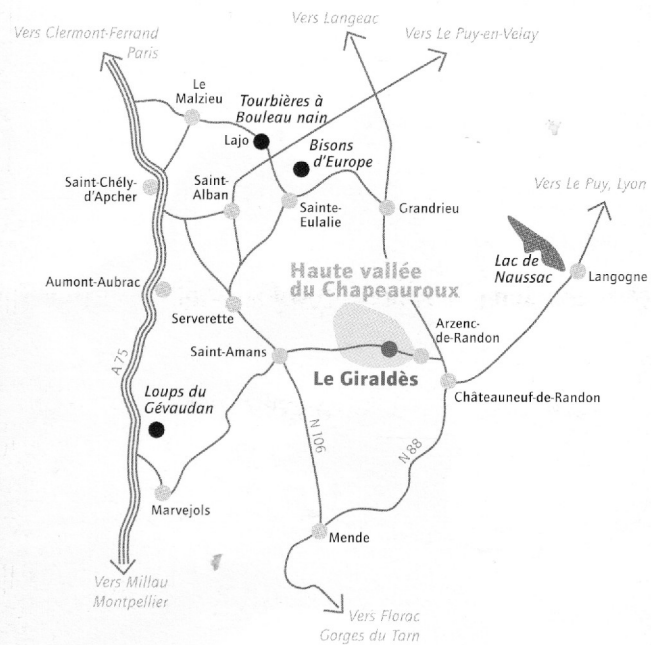 Vers Langeac
Vers Clermont-Ferrand
Paris
Vers Le Puy-en-Velay
Le
Malzieu
Tourbières à
Bouleau nain
Lajo
Bisons
d'Europe
Saint-Chély-
d'Apcher
Saint-
Alban
Sainte-
Eulalie
Grandrieu
Vers Le Puy, Lyon
Lac de
Naussac
Langogne
Haute vallée
du Chapeauroux
Aumont-Aubrac
Serverette
Arzenc-
de-Randon
Saint-Amans
Le Giraldès
Châteauneuf-de-Randon
A 75
Loups du
Gévaudan
N 106
N 88
Marvejols
Mende
Vers Millau
Montpellier
Vers Florac
Gorges du Tarn